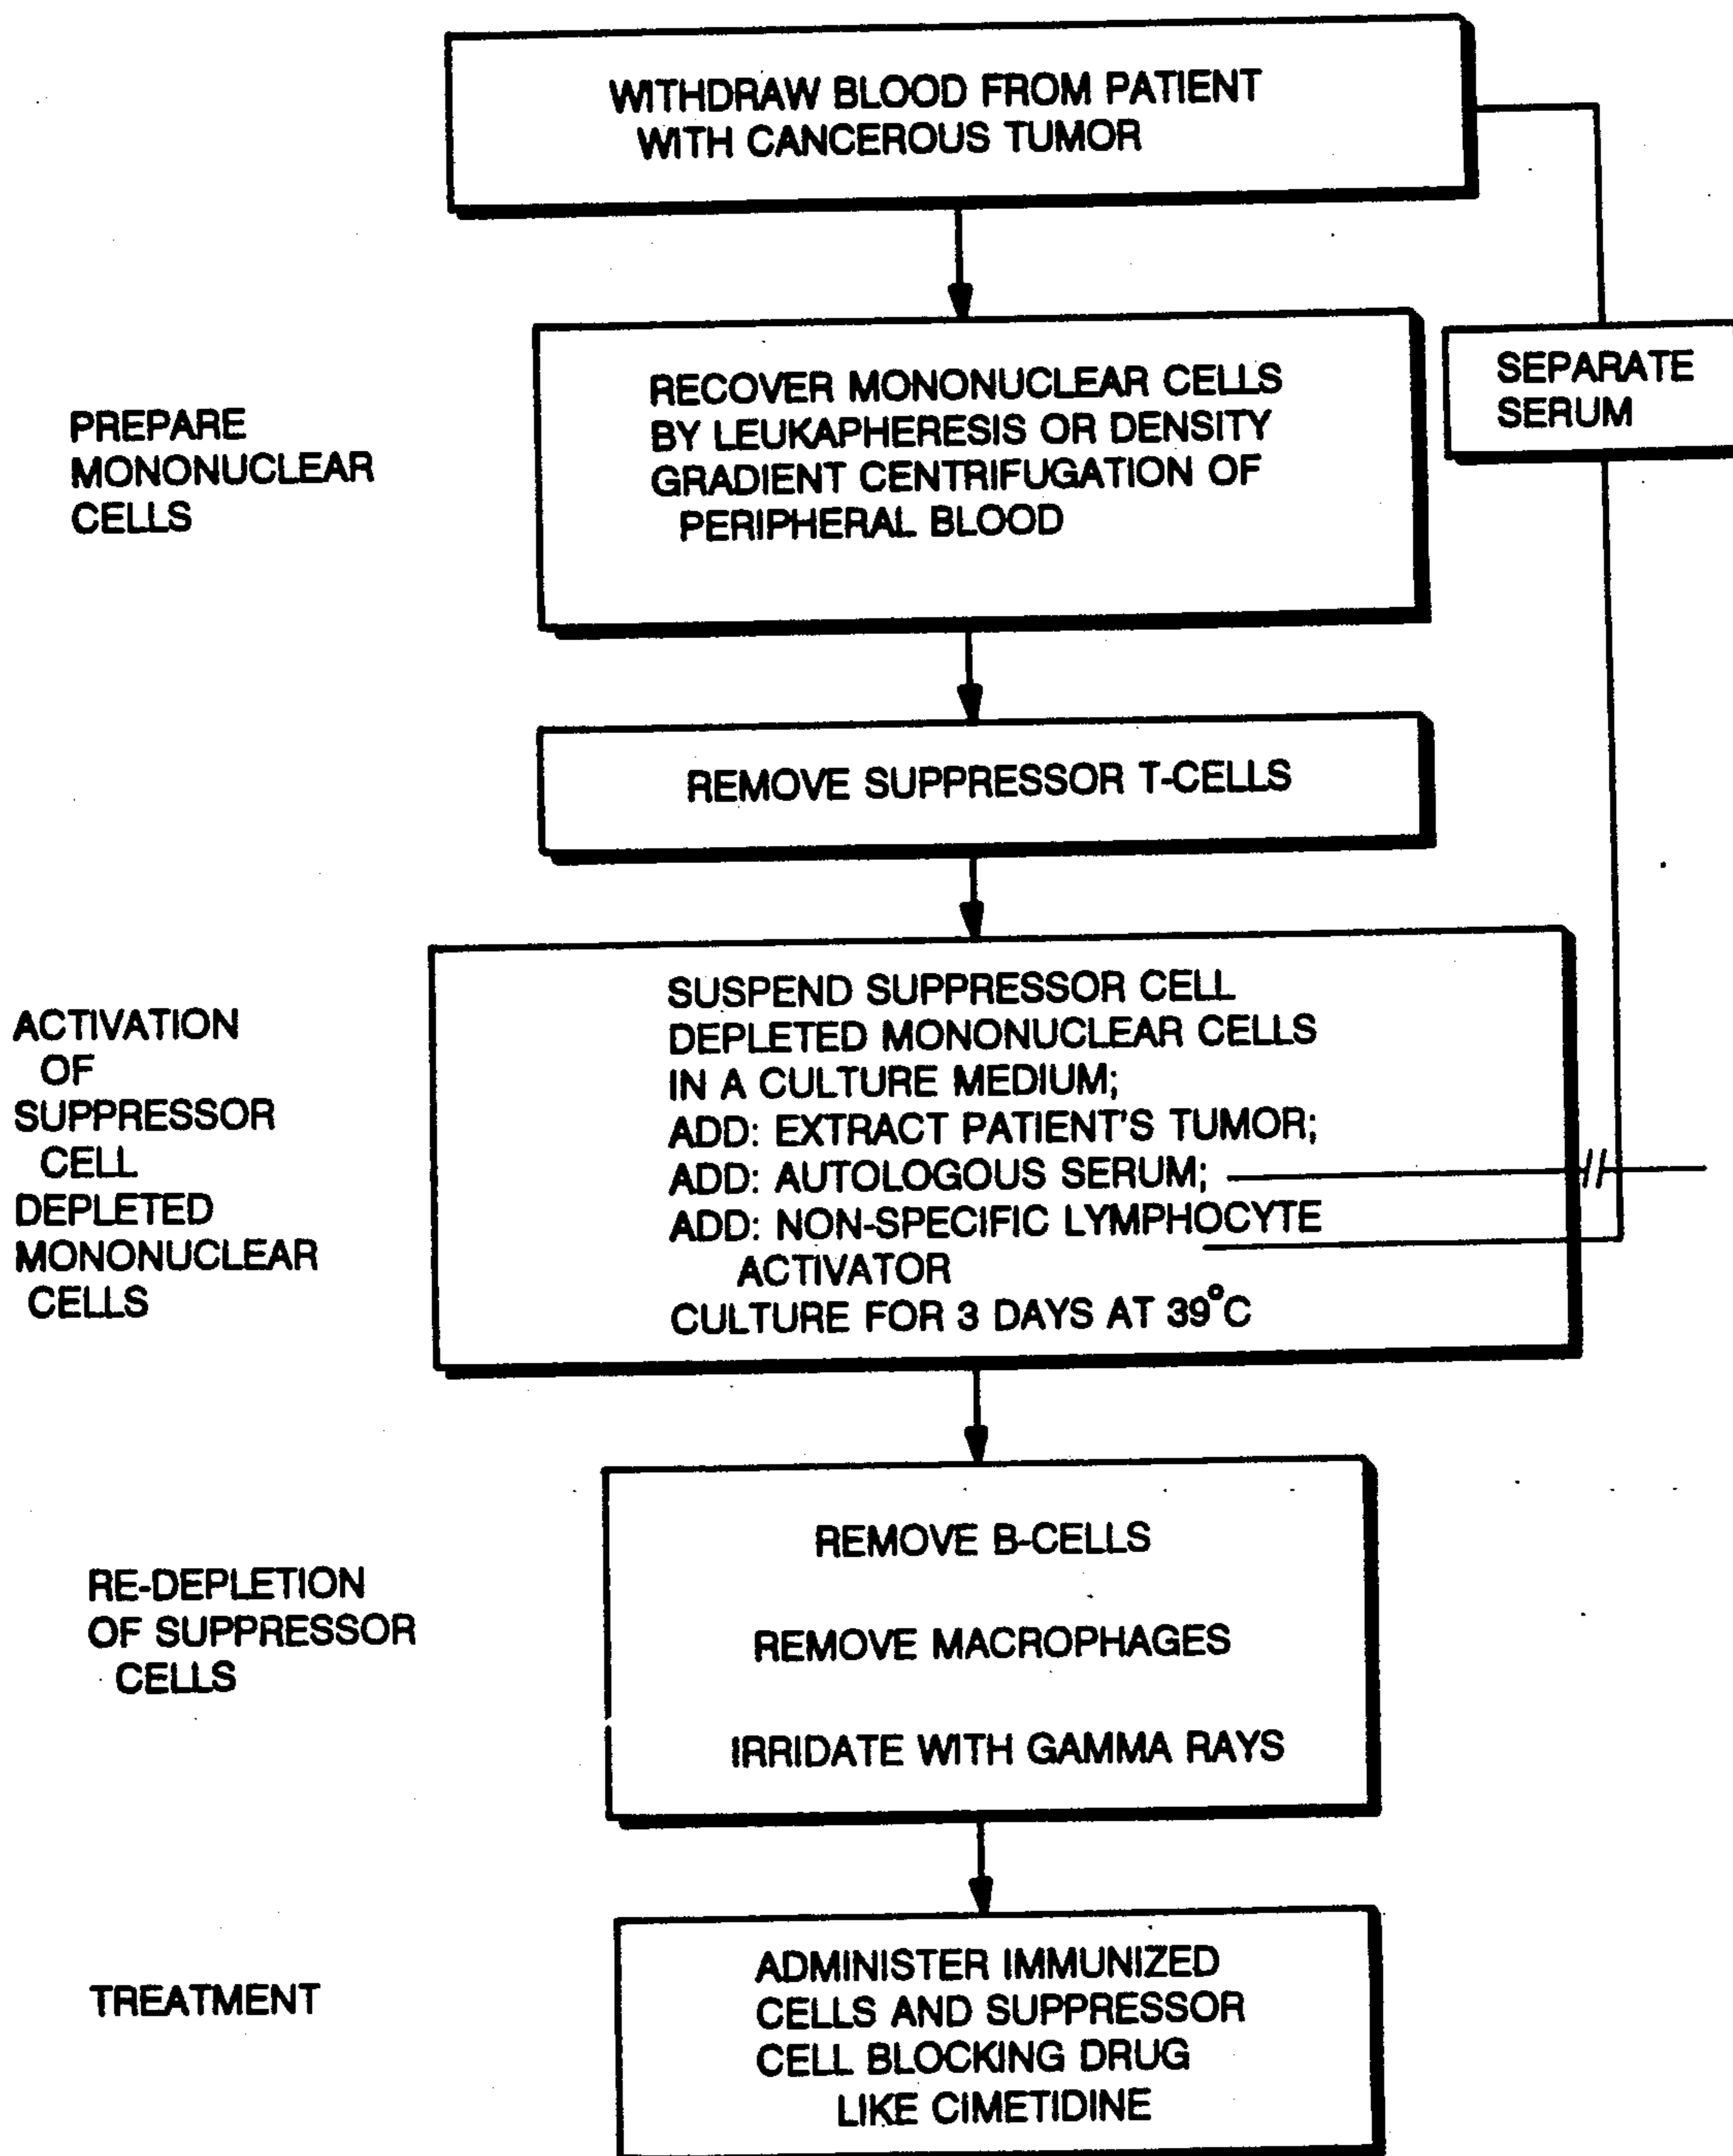 WITHDRAW BLOOD FROM PATIENT
WITH CANCEROUS TUMOR
PREPARE
MONONUCLEAR
CELLS
RECOVER MONONUCLEAR CELLS
BY LEUKAPHERESIS OR DENSITY
GRADIENT CENTRIFUGATION OF
PERIPHERAL BLOOD
SEPARATE
SERUM
REMOVE SUPPRESSOR T-CELLS
ACTIVATION
OF
SUPPRESSOR
CELL
DEPLETED
MONONUCLEAR
CELLS
SUSPEND SUPPRESSOR CELL
DEPLETED MONONUCLEAR CELLS
IN A CULTURE MEDIUM;
ADD: EXTRACT PATIENT'S TUMOR;
ADD: AUTOLOGOUS SERUM;
ADD: NON-SPECIFIC LYMPHOCYTE
ACTIVATOR
CULTURE FOR 3 DAYS AT 39°C
RE-DEPLETION
OF SUPPRESSOR
CELLS
REMOVE B-CELLS
REMOVE MACROPHAGES
IRRIDATE WITH GAMMA RAYS
TREATMENT
ADMINISTER IMMUNIZED
CELLS AND SUPPRESSOR
CELL BLOCKING DRUG
LIKE CIMETIDINE